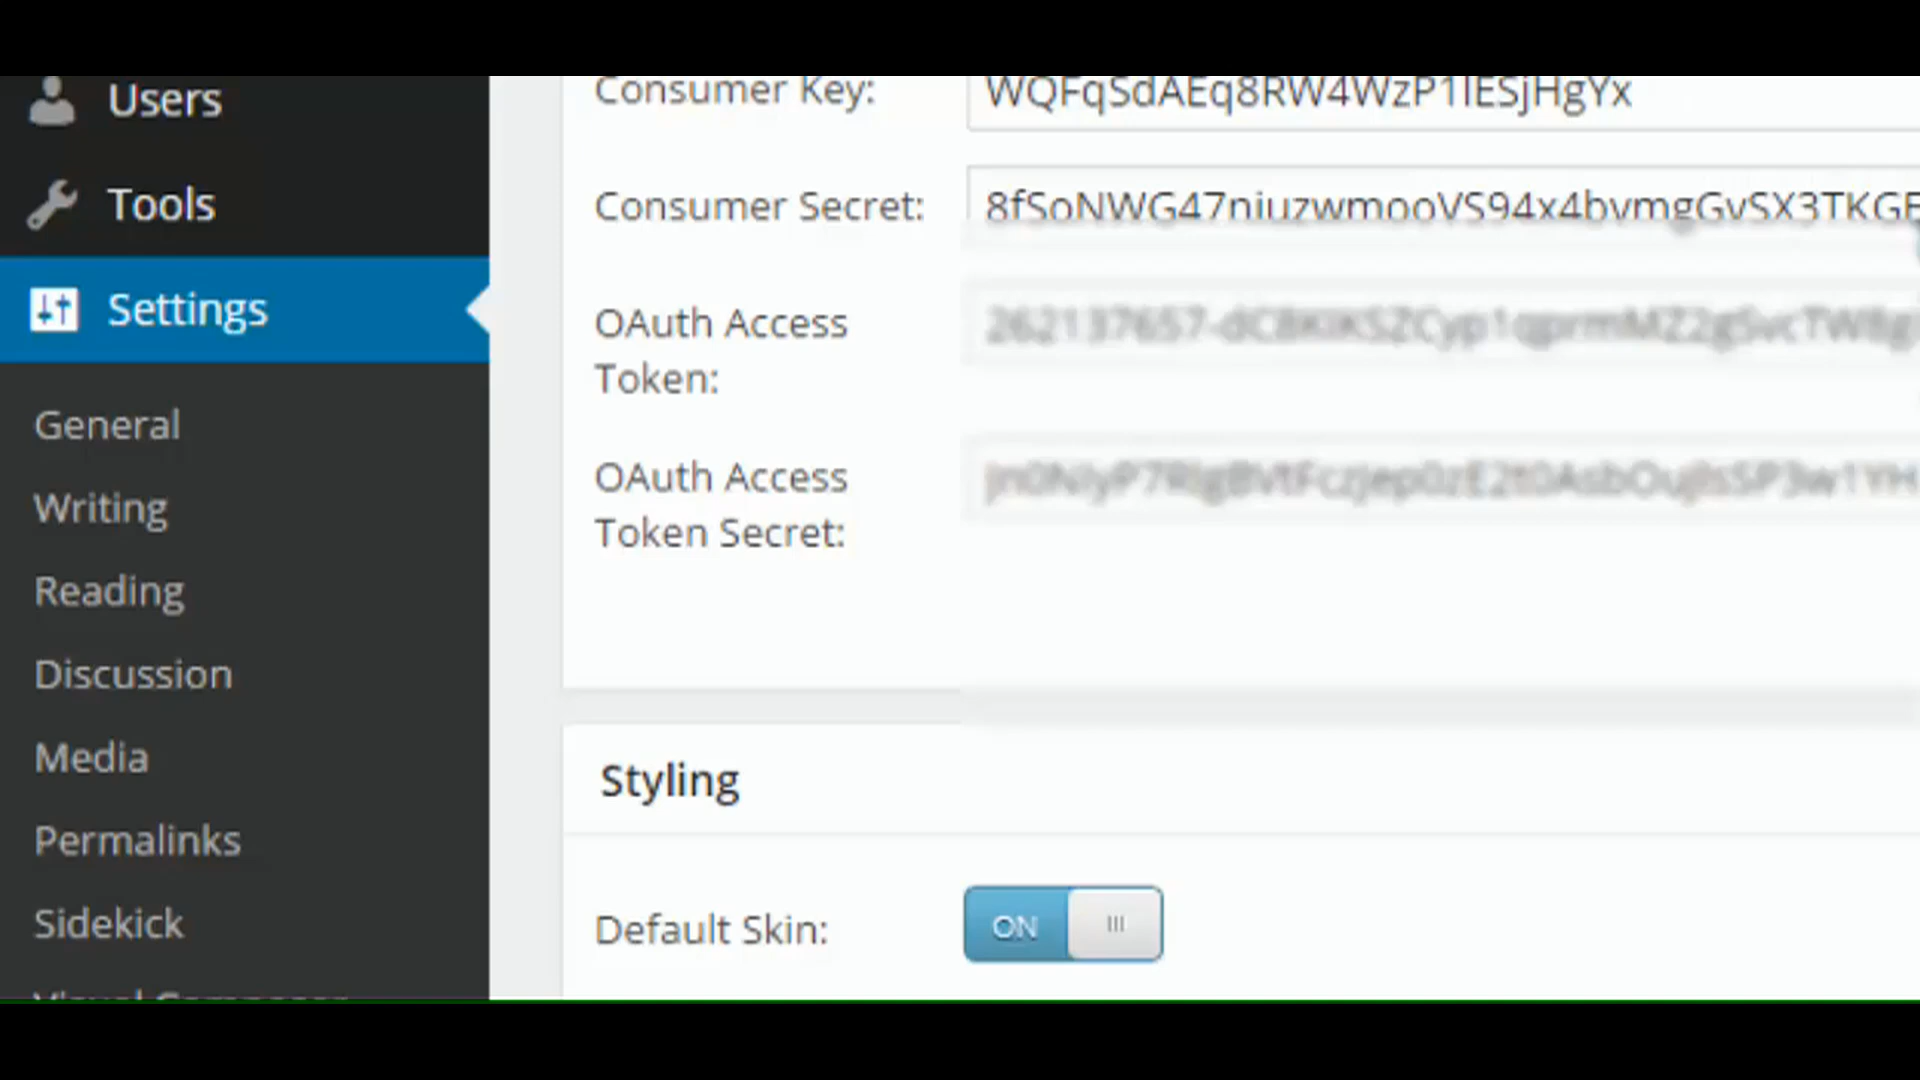 Users
Tools
Settings
General
Writing
Reading
Discussion
Media
Permalinks
Sidekick
Consumer Key: WQFqSdAEq8RW4WzP1lESjHgYx
Consumer Secret:
OAuth Access
Token:
OAuth Access
Token Secret:
Styling
Default Skin: ON